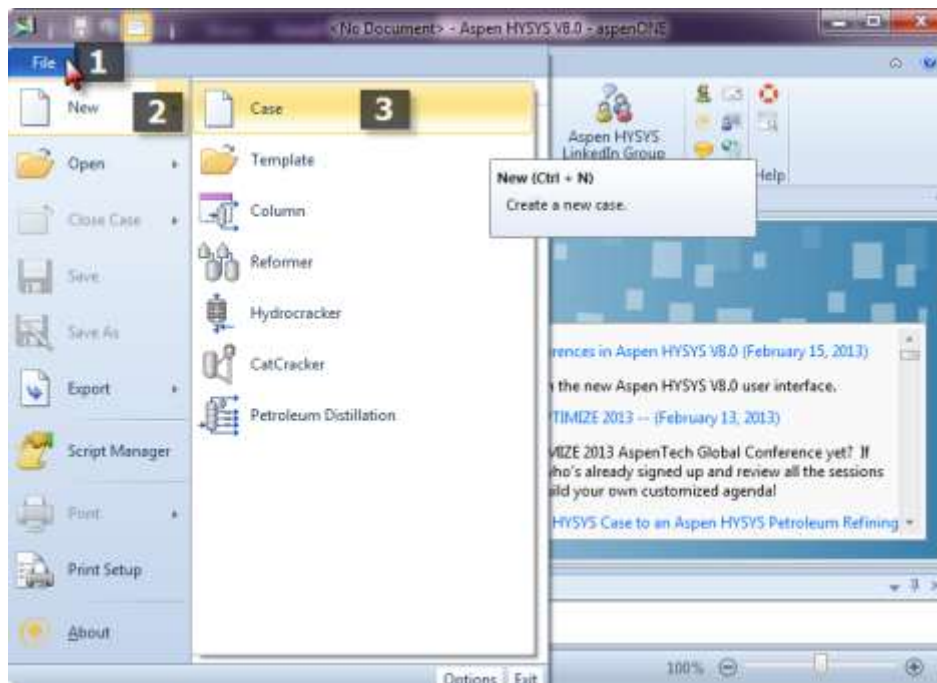 <No Document> - Aspen HYSYS V8.0 - aspenONE
File
1
New
2
Open
Close Case
Save
Save As
Export
Script Manager
Print
Print Setup
About
Case
3
Template
Column
Reformer
Hydrocracker
CatCracker
Petroleum Distillation
Options
Exit
Aspen HYSYS
LinkedIn Group
Help
New (Ctrl + N)
Create a new case.
rences in Aspen HYSYS V8.0 (February 15, 2013)
the new Aspen HYSYS V8.0 user interface.
TIMIZE 2013 -- (February 13, 2013)
MIZE 2013 AspenTech Global Conference yet? If
who's already signed up and review all the sessions
ild your own customized agenda!
HYSYS Case to an Aspen HYSYS Petroleum Refining
100%